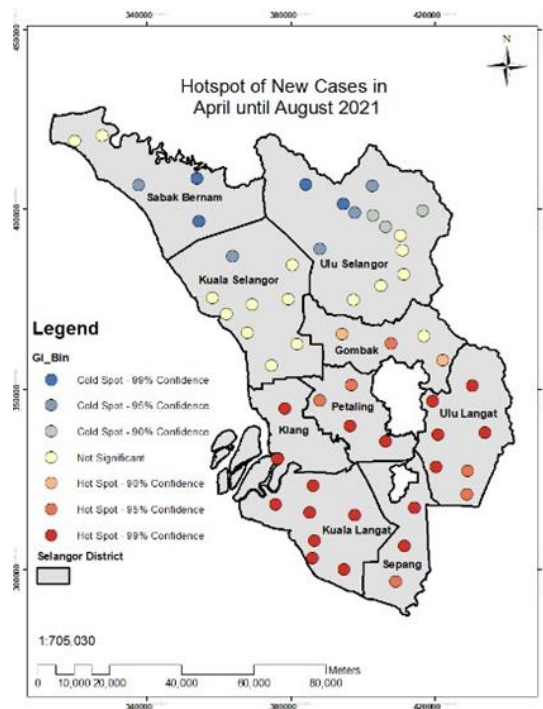 340000
380000
420000
450000
N
Hotspot of New Cases in
April until August 2021
Sabak Bernam
400000
Ulu Selangor
Kuala Selangor
Legend
Gi_Bin
Cold Spot - 99% Confidence
Cold Spot - 95% Confidence
Cold Spot - 90% Confidence
Not Significant
Hot Spot - 90% Confidence
Hot Spot - 95% Confidence
Hot Spot - 99% Confidence
Selangor District
Gombak
350000
Petaling
Ulu Langat
Klang
Kuala Langat
Sepang
300000
1:705,030
Meters
0 10,000 20,000 40,000 60,000 80,000
340000
380000
420000